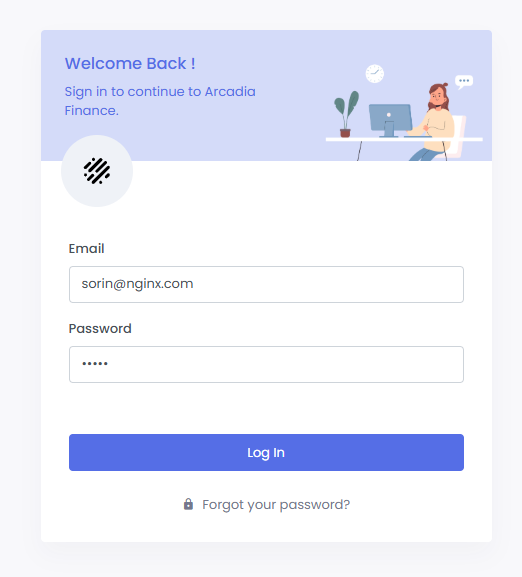 Welcome Back !
Sign in to continue to Arcadia
Finance.
Email
sorin@nginx.com
Password
•••••
Log In
Forgot your password?